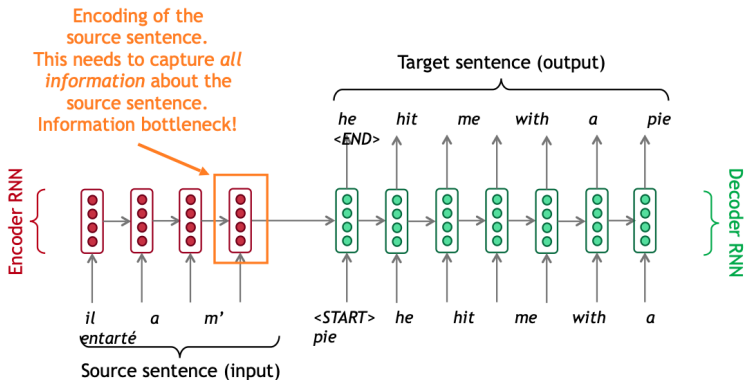 Encoding of the
source sentence.
This needs to capture all
information about the
source sentence.
Information bottleneck!
Target sentence (output)
he hit me with a pie
<END>
Encoder RNN
Decoder RNN
il a m’
entarté
<START> he hit me with a
pie
Source sentence (input)